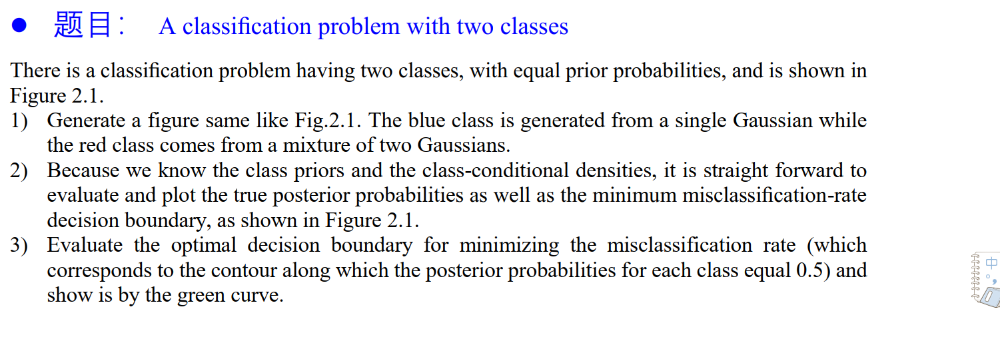 ● 题目： A classification problem with two classes
There is a classification problem having two classes, with equal prior probabilities, and is shown in
Figure 2.1.
1) Generate a figure same like Fig.2.1. The blue class is generated from a single Gaussian while
the red class comes from a mixture of two Gaussians.
2) Because we know the class priors and the class-conditional densities, it is straight forward to
evaluate and plot the true posterior probabilities as well as the minimum misclassification-rate
decision boundary, as shown in Figure 2.1.
3) Evaluate the optimal decision boundary for minimizing the misclassification rate (which
corresponds to the contour along which the posterior probabilities for each class equal 0.5) and
show is by the green curve.
中